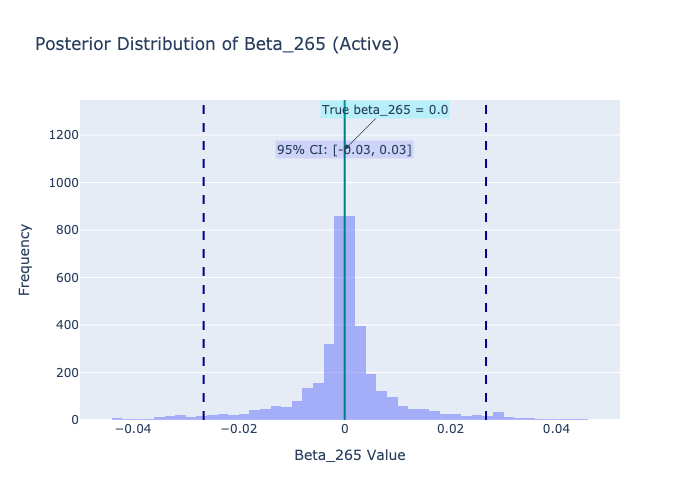 Posterior Distribution of Beta_265 (Active)
True beta_265 = 0.0
95% CI: [-0.03, 0.03]
1200
1000
800
600
400
200
0
Frequency
−0.04
−0.02
0
0.02
0.04
Beta_265 Value